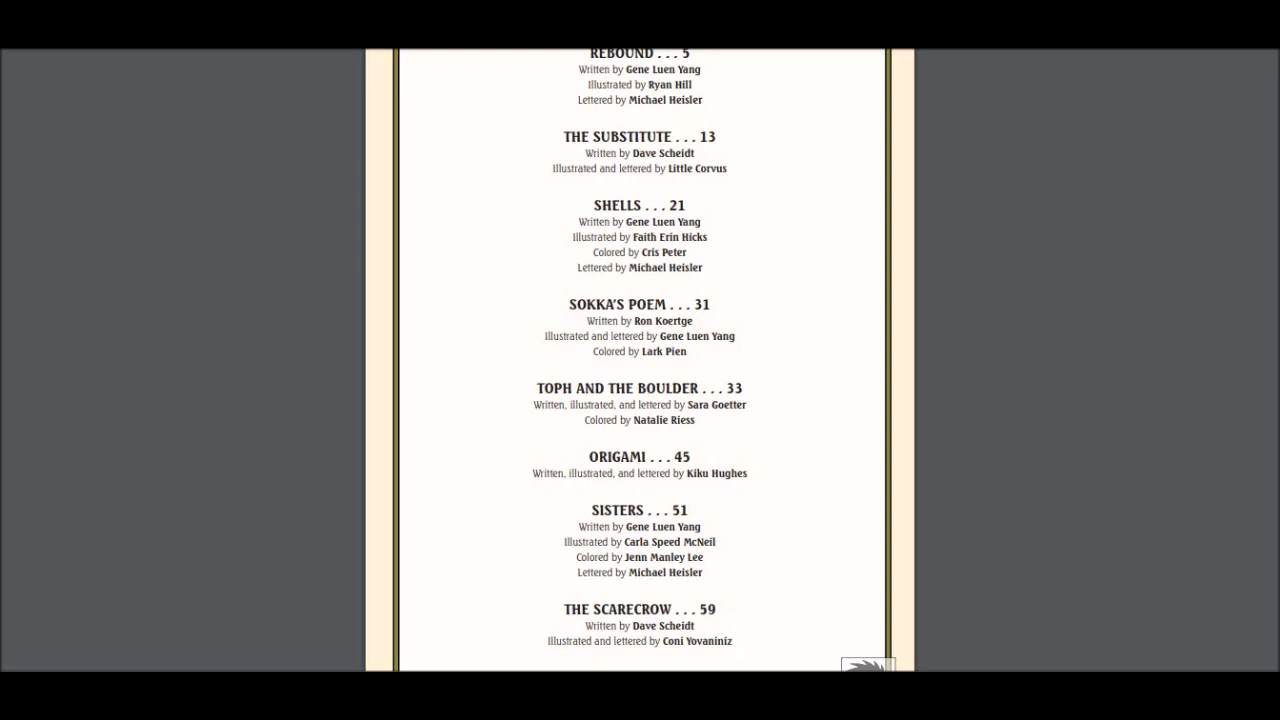 REBOUND . . . 5
Written by Gene Luen Yang
Illustrated by Ryan Hill
Lettered by Michael Heisler
THE SUBSTITUTE . . . 13
Written by Dave Scheidt
Illustrated and lettered by Little Corvus
SHELLS . . . 21
Written by Gene Luen Yang
Illustrated by Faith Erin Hicks
Colored by Cris Peter
Lettered by Michael Heisler
SOKKA'S POEM . . . 31
Written by Ron Koertge
Illustrated and lettered by Gene Luen Yang
Colored by Lark Pien
TOPH AND THE BOULDER . . . 33
Written, illustrated, and lettered by Sara Goetter
Colored by Natalie Riess
ORIGAMI . . . 45
Written, illustrated, and lettered by Kiku Hughes
SISTERS . . . 51
Written by Gene Luen Yang
Illustrated by Carla Speed McNeil
Colored by Jenn Manley Lee
Lettered by Michael Heisler
THE SCARECROW . . . 59
Written by Dave Scheidt
Illustrated and lettered by Coni Yovaniniz